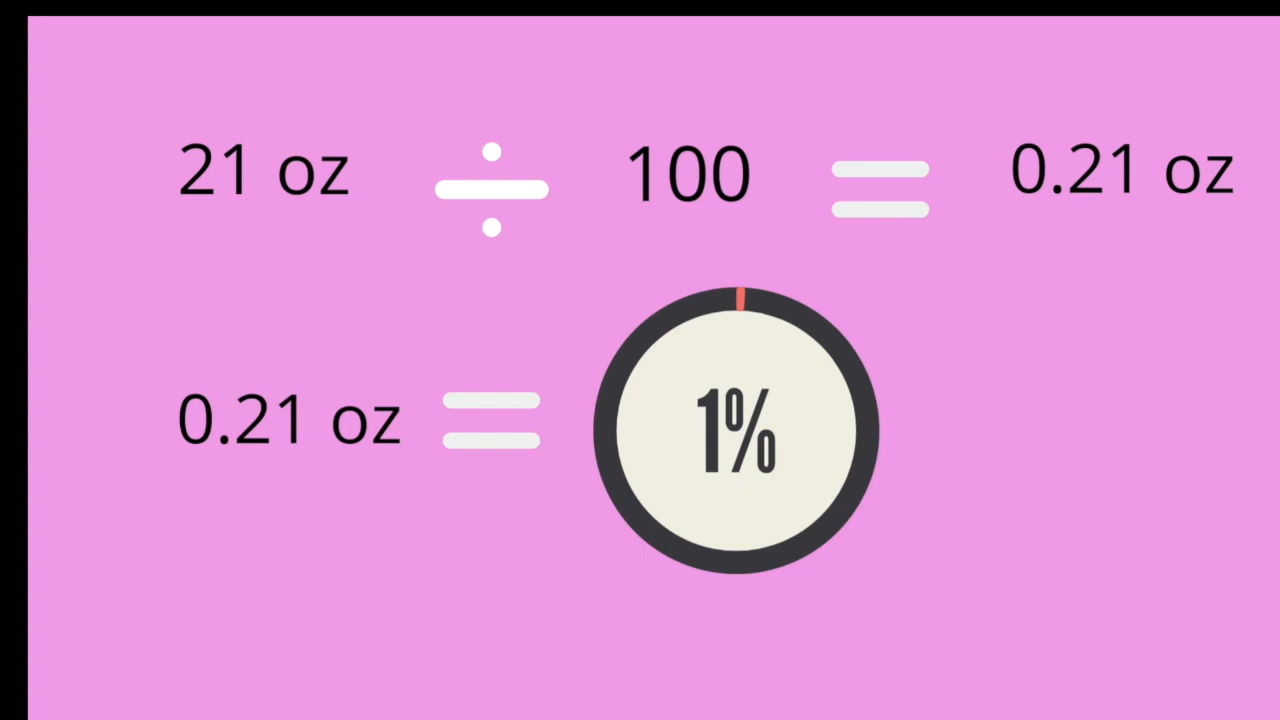 21 oz ÷ 100 = 0.21 oz
0.21 oz = 1%